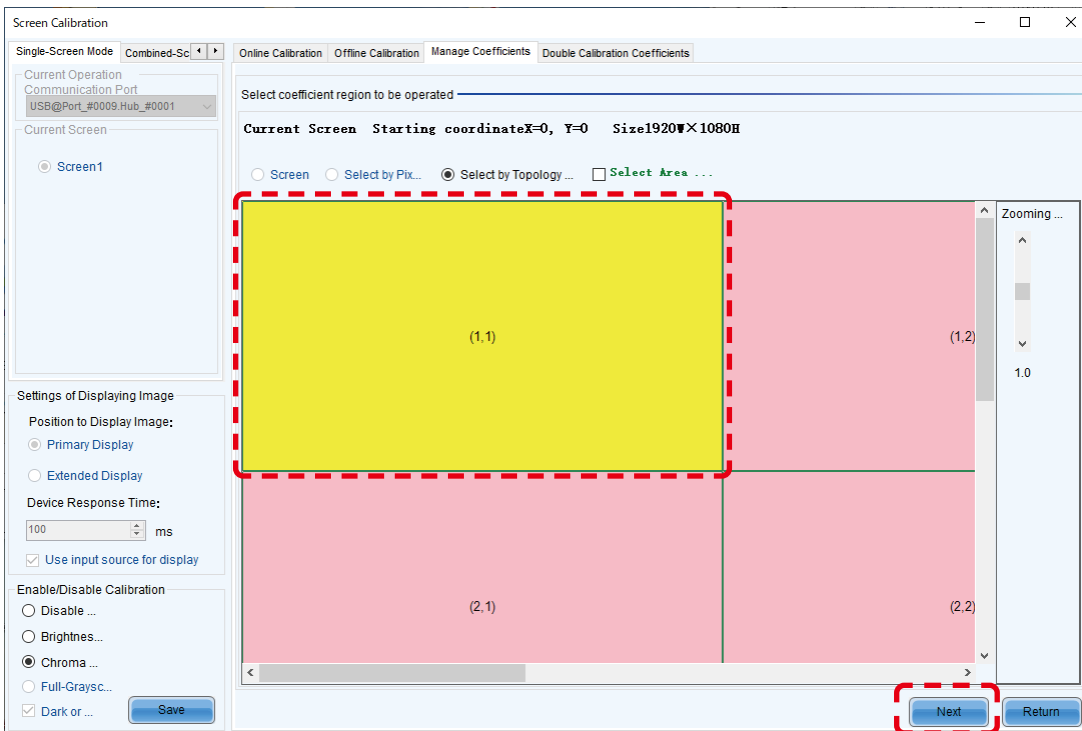 Screen Calibration
Single-Screen Mode
Combined-Sc
Current Operation
Communication Port
USB@Port_#0009.Hub_#0001
Current Screen
Screen1
Settings of Displaying Image
Position to Display Image:
Primary Display
Extended Display
Device Response Time:
100 ms
Use input source for display
Enable/Disable Calibration
Disable ...
Brightnes...
Chroma ...
Full-Graysc...
Dark or ...
Save
Online Calibration
Offline Calibration
Manage Coefficients
Double Calibration Coefficients
Select coefficient region to be operated
Current Screen Starting coordinateX=0, Y=0 Size1920W×1080H
Screen
Select by Pix...
Select by Topology ...
Select Area ...
(1,1)
(1,2)
(2,1)
(2,2)
Zooming ...
1.0
Next
Return